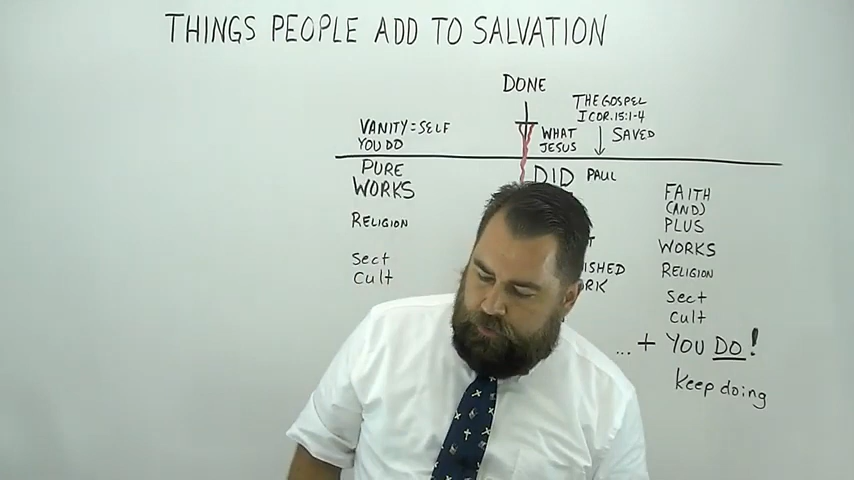 THINGS PEOPLE ADD TO SALVATION
DONE
THE GOSPEL
I COR. 15:1-4
SAVED
VANITY = SELF
YOU DO
WHAT
JESUS
DID PAUL
PURE
WORKS
RELIGION
Sect
Cult
FAITH
(AND)
PLUS
WORKS
RELIGION
Sect
Cult
... + YOU DO!
Keep doing